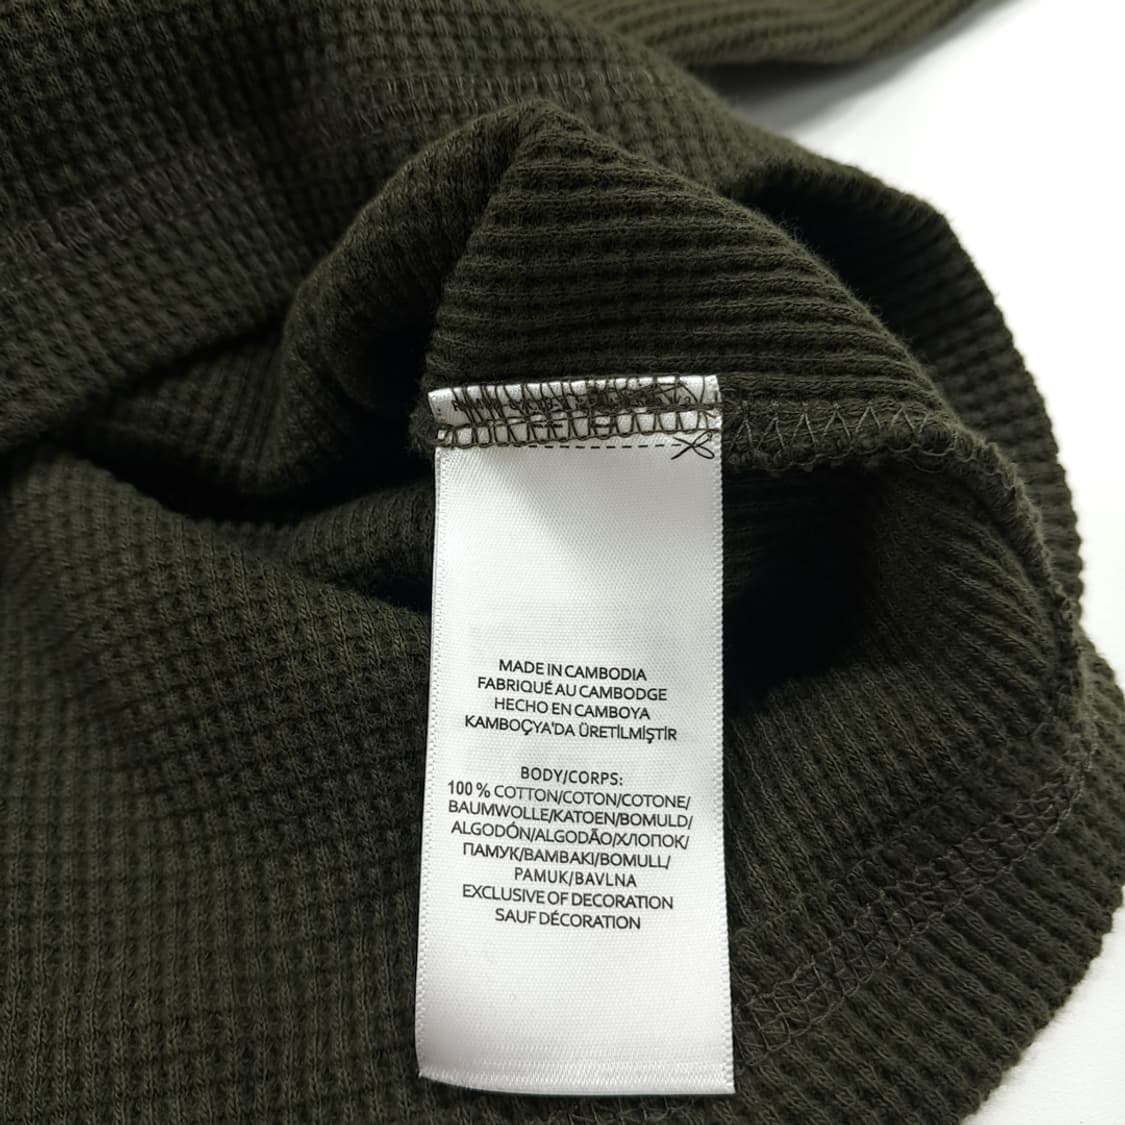 MADE IN CAMBODIA
FABRIQUÉ AU CAMBODGE
HECHO EN CAMBOYA
KAMBOÇYA'DA ÜRETİLMİŞTİR
BODY/CORPS:
100 % COTTON/COTON/COTONE/
BAUMWOLLE/KATOEN/BOMULD/
ALGODÓN/ALGODÃO/ХЛОПОК/
ПАМУК/BAMBAKI/BOMULL/
PAMUK/BAVLNA
EXCLUSIVE OF DECORATION
SAUF DÉCORATION